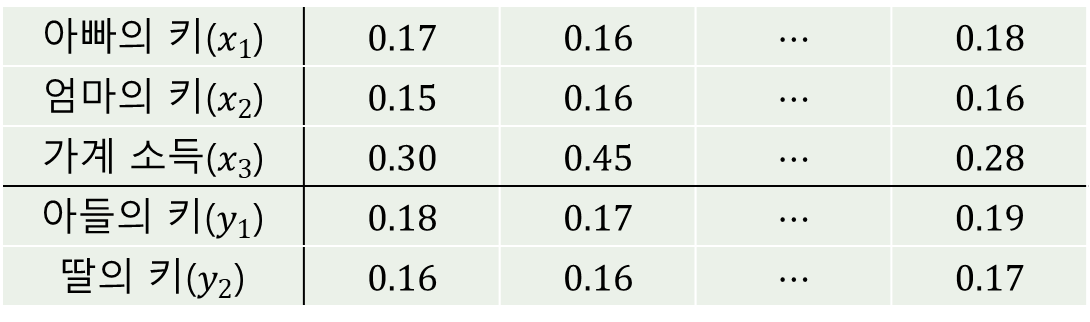 아빠의 키(x₁) 0.17 0.16 ⋯ 0.18
엄마의 키(x₂) 0.15 0.16 ⋯ 0.16
가계 소득(x₃) 0.30 0.45 ⋯ 0.28
아들의 키(y₁) 0.18 0.17 ⋯ 0.19
딸의 키(y₂) 0.16 0.16 ⋯ 0.17